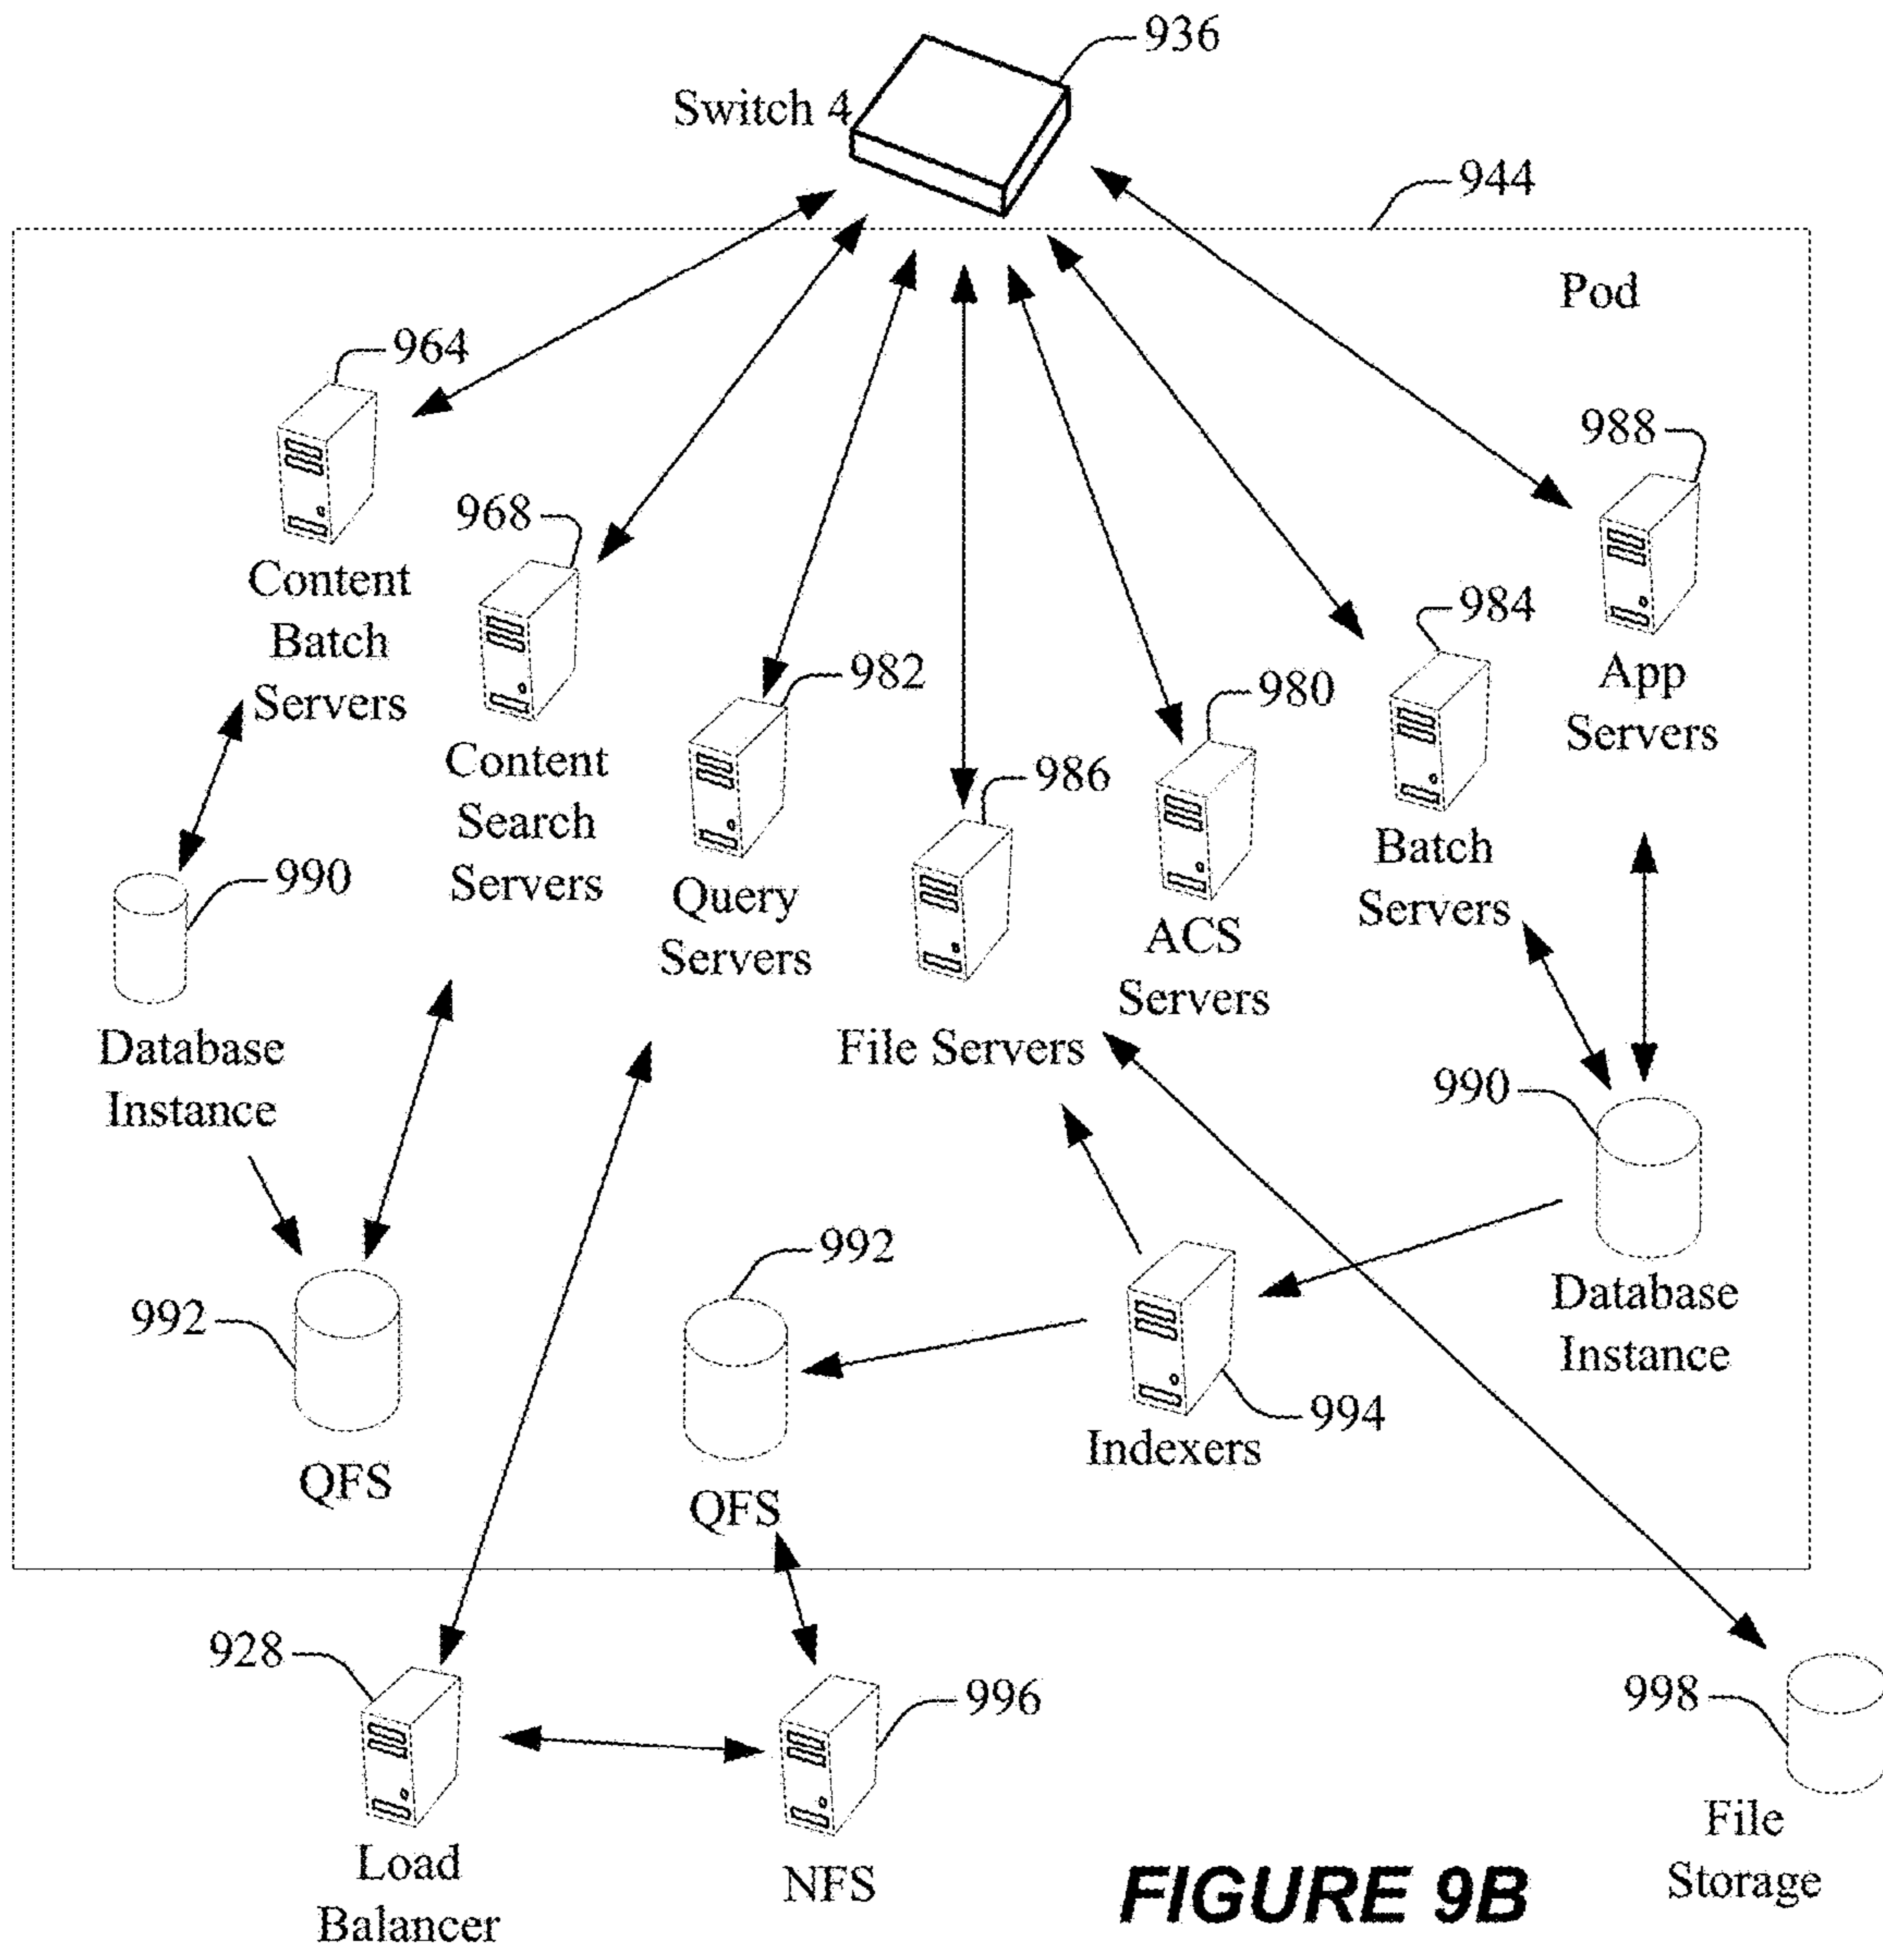 936
Switch 4
944
Pod
964
988
968
Content
Batch
Servers
984
982
980
App
Servers
Content
Search
Servers
986
Batch
Servers
990
Query
Servers
ACS
Servers
Database
Instance
File Servers
990
992
992
Database
Instance
994
Indexers
QFS
QFS
928
996
998
Load
Balancer
NFS
File
Storage
FIGURE 9B